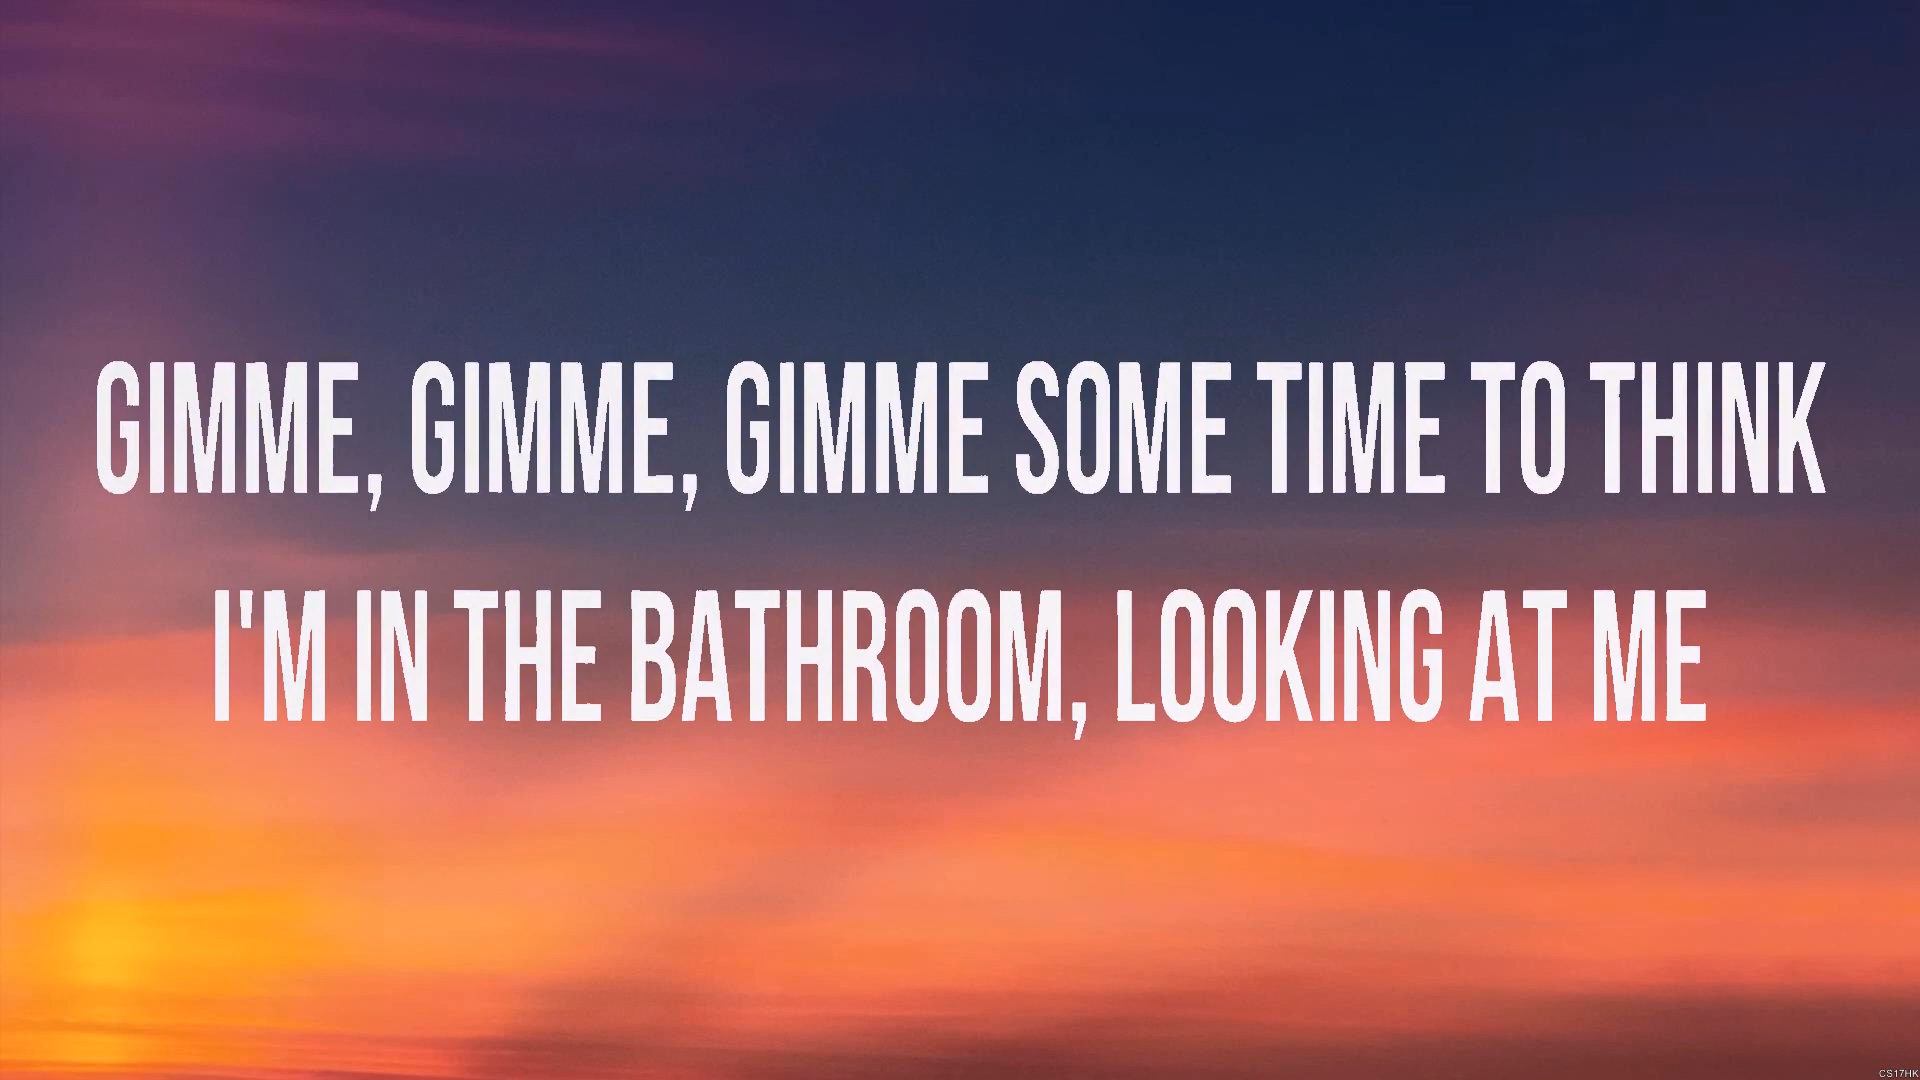 GIMME, GIMME, GIMME SOME TIME TO THINK
I'M IN THE BATHROOM, LOOKING AT ME
CS17HK